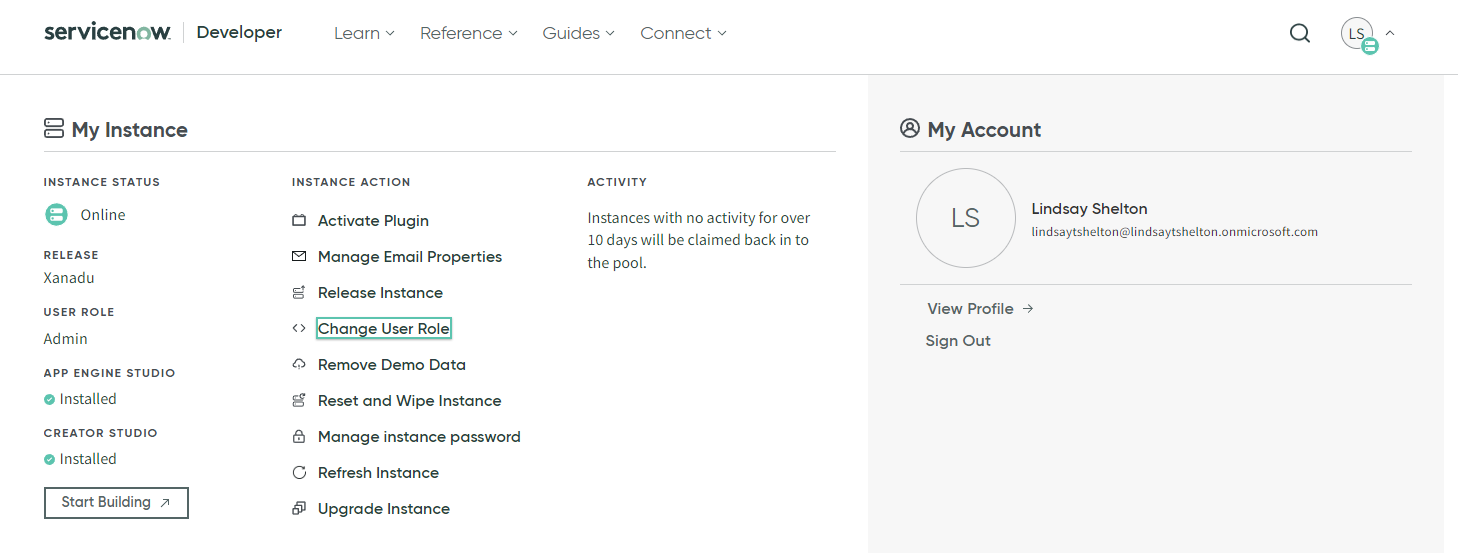 servicenow Developer Learn Reference Guides Connect LS
My Instance
INSTANCE STATUS
Online
RELEASE
Xanadu
USER ROLE
Admin
APP ENGINE STUDIO
Installed
CREATOR STUDIO
Installed
Start Building
INSTANCE ACTION
Activate Plugin
Manage Email Properties
Release Instance
Change User Role
Remove Demo Data
Reset and Wipe Instance
Manage instance password
Refresh Instance
Upgrade Instance
ACTIVITY
Instances with no activity for over
10 days will be claimed back in to
the pool.
My Account
LS
Lindsay Shelton
lindsaytshelton@lindsaytshelton.onmicrosoft.com
View Profile →
Sign Out